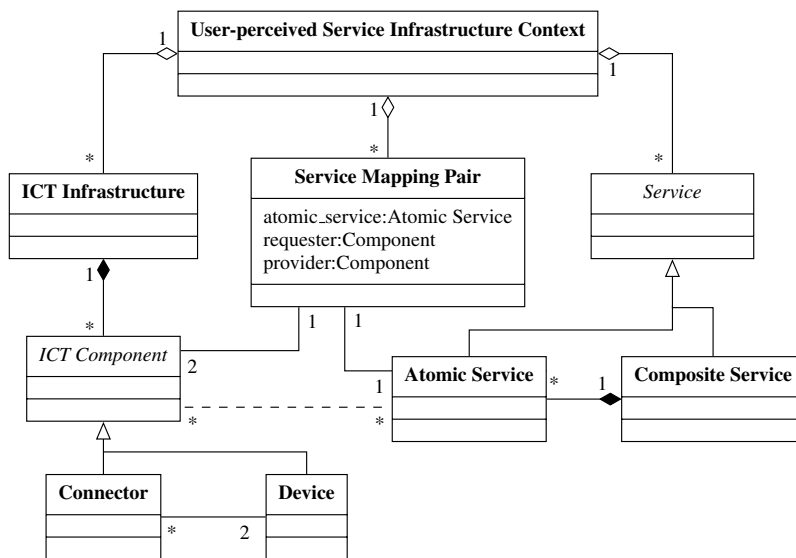 User-perceived Service Infrastructure Context
1
1
1
*
*
*
ICT Infrastructure
Service Mapping Pair
Service
atomic_service:Atomic Service
requester:Component
provider:Component
1
*
1
1
ICT Component
2
1
Atomic Service
*
1
Composite Service
*
*
Connector
Device
*
2